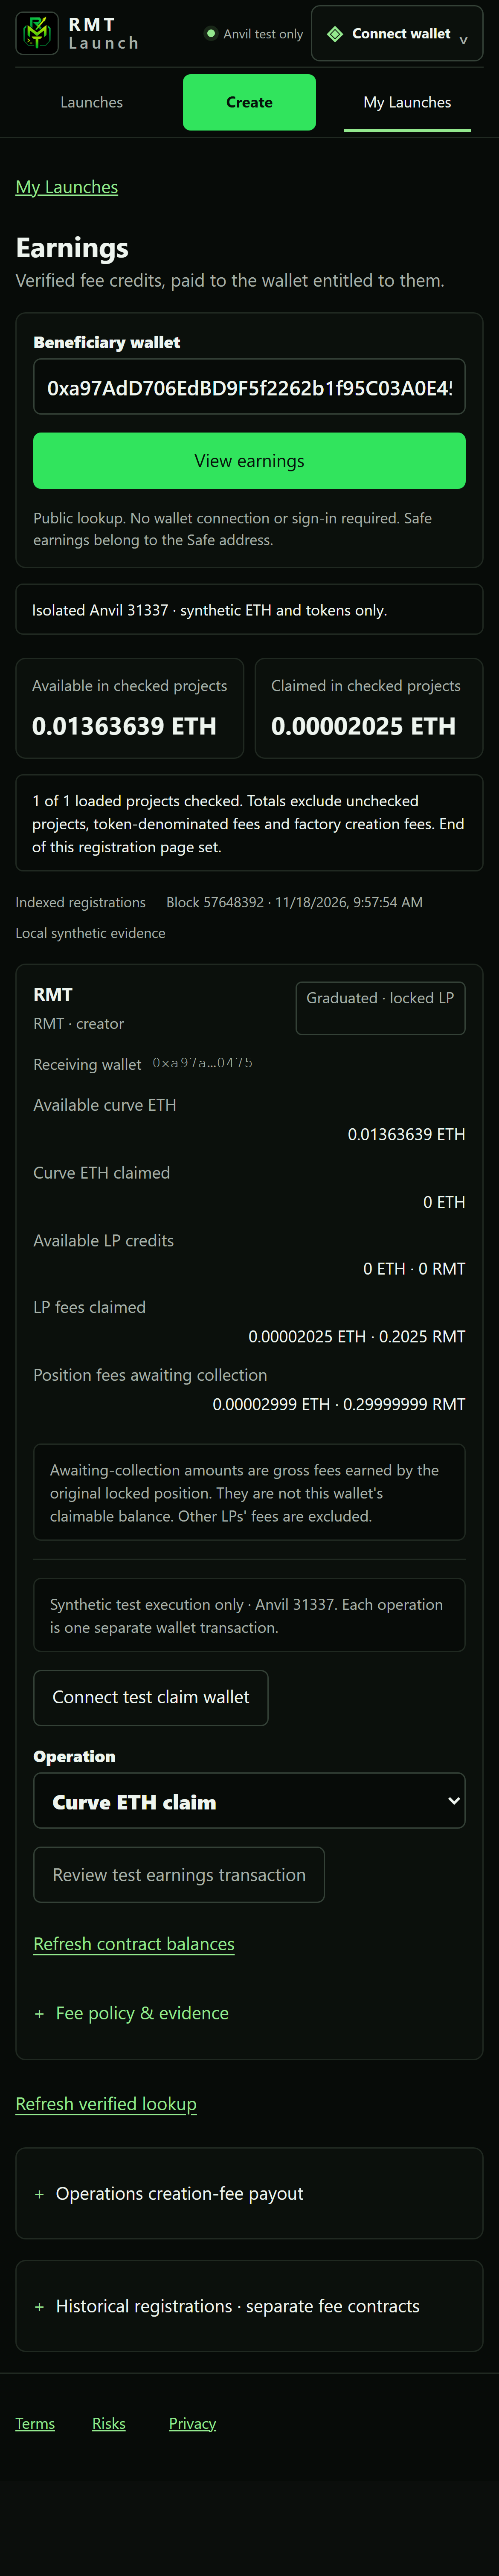 RMT
Launch
Anvil test only
Connect wallet
Launches
Create
My Launches
My Launches
Earnings
Verified fee credits, paid to the wallet entitled to them.
Beneficiary wallet
0xa97AdD706EdBD9F5f2262b1f95C03A0E4
View earnings
Public lookup. No wallet connection or sign-in required. Safe
earnings belong to the Safe address.
Isolated Anvil 31337 · synthetic ETH and tokens only.
Available in checked projects
0.01363639 ETH
Claimed in checked projects
0.00002025 ETH
1 of 1 loaded projects checked. Totals exclude unchecked
projects, token-denominated fees and factory creation fees. End
of this registration page set.
Indexed registrations Block 57648392 · 11/18/2026, 9:57:54 AM
Local synthetic evidence
RMT
RMT · creator
Graduated · locked LP
Receiving wallet 0xa97a…0475
Available curve ETH
0.01363639 ETH
Curve ETH claimed
0 ETH
Available LP credits
0 ETH · 0 RMT
LP fees claimed
0.00002025 ETH · 0.2025 RMT
Position fees awaiting collection
0.00002999 ETH · 0.29999999 RMT
Awaiting-collection amounts are gross fees earned by the
original locked position. They are not this wallet's
claimable balance. Other LPs' fees are excluded.
Synthetic test execution only · Anvil 31337. Each operation
is one separate wallet transaction.
Connect test claim wallet
Operation
Curve ETH claim
Review test earnings transaction
Refresh contract balances
+ Fee policy & evidence
Refresh verified lookup
+ Operations creation-fee payout
+ Historical registrations · separate fee contracts
Terms Risks Privacy